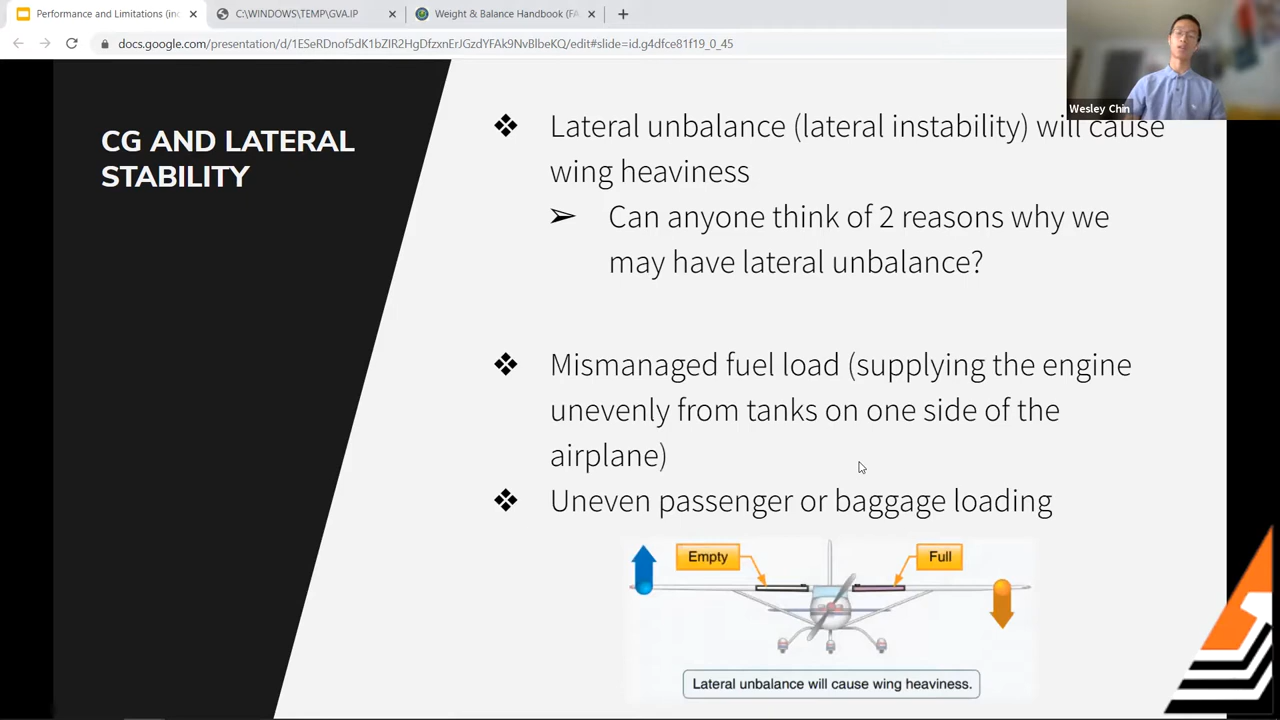 Performance and Limitations (in
C:\WINDOWS\TEMP\GVA.IP
Weight & Balance Handbook (FA
docs.google.com/presentation/d/1ESeRDnof5dK1bZIR2HgDfzxnErJGzdYFAk9NvBlbeKQ/edit#slide=id.g4dfce81f19_0_45
Wesley Chin
CG AND LATERAL
STABILITY
❖ Lateral unbalance (lateral instability) will cause
wing heaviness
➢ Can anyone think of 2 reasons why we
may have lateral unbalance?
❖ Mismanaged fuel load (supplying the engine
unevenly from tanks on one side of the
airplane)
❖ Uneven passenger or baggage loading
Empty
Full
Lateral unbalance will cause wing heaviness.